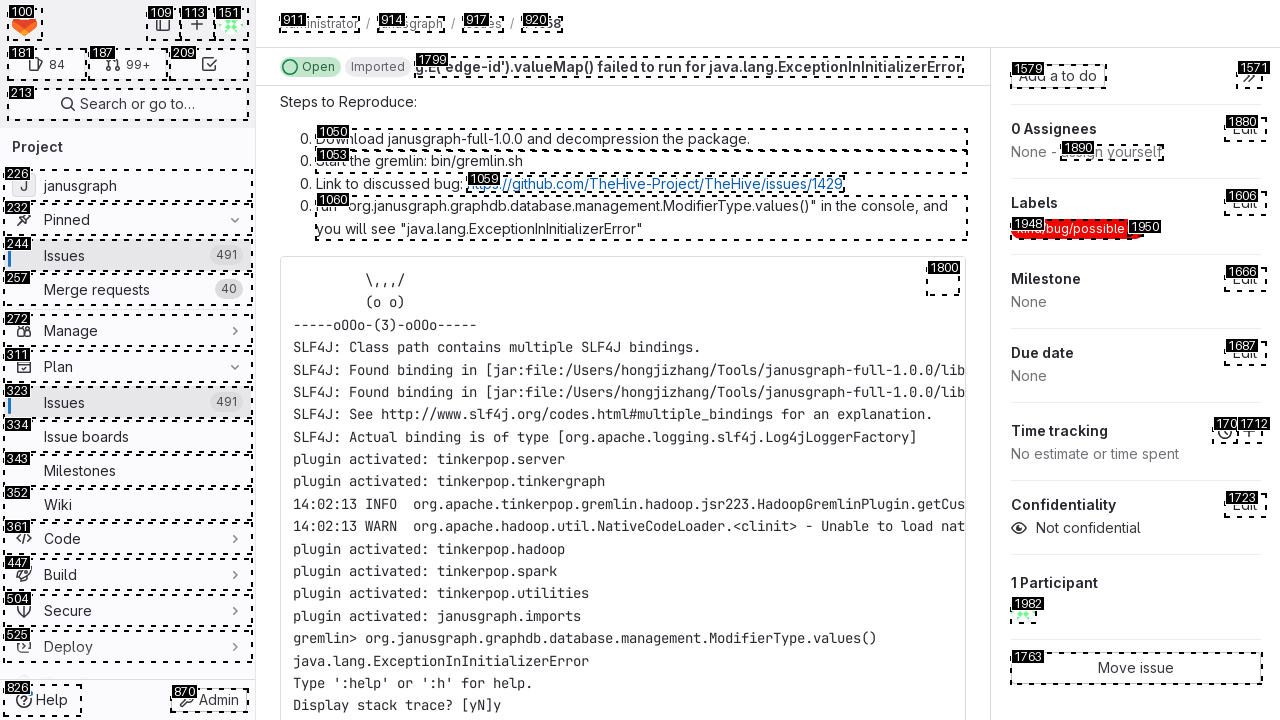 100
109
113
151
181
84
187
99+
209
213
Search or go to…
Project
226
J
janusgraph
232
Pinned
244
Issues
491
257
Merge requests
40
272
Manage
311
Plan
323
Issues
491
334
Issue boards
343
Milestones
352
Wiki
361
Code
447
Build
504
Secure
525
Deploy
826
Help
870
Admin
911
/
914
/
917
/
920
Open
Imported
1799
g.E('edge-id').valueMap() failed to run for java.lang.ExceptionInInitializerError
Steps to Reproduce:
1050
0. Download janusgraph-full-1.0.0 and decompression the package.
1053
0. Start the gremlin: bin/gremlin.sh
0. Link to discussed bug: https://github.com/TheHive-Project/TheHive/issues/1429
1059
1060
0. run "org.janusgraph.graphdb.database.management.ModifierType.values()" in the console, and
you will see "java.lang.ExceptionInInitializerError"
1800
\,,,/
(o o)
-----oOOo-(3)-oOOo-----
SLF4J: Class path contains multiple SLF4J bindings.
SLF4J: Found binding in [jar:file:/Users/hongjizhang/Tools/janusgraph-full-1.0.0/lib
SLF4J: Found binding in [jar:file:/Users/hongjizhang/Tools/janusgraph-full-1.0.0/lib
SLF4J: See http://www.slf4j.org/codes.html#multiple_bindings for an explanation.
SLF4J: Actual binding is of type [org.apache.logging.slf4j.Log4jLoggerFactory]
plugin activated: tinkerpop.server
plugin activated: tinkerpop.tinkergraph
14:02:13 INFO  org.apache.tinkerpop.gremlin.hadoop.jsr223.HadoopGremlinPlugin.getCus
14:02:13 WARN  org.apache.hadoop.util.NativeCodeLoader.<clinit> - Unable to load nat
plugin activated: tinkerpop.hadoop
plugin activated: tinkerpop.spark
plugin activated: tinkerpop.utilities
plugin activated: janusgraph.imports
gremlin> org.janusgraph.graphdb.database.management.ModifierType.values()
java.lang.ExceptionInInitializerError
Type ':help' or ':h' for help.
Display stack trace? [yN]y
1579
Add a to do
1571
0 Assignees
1880
Edit
None - assign yourself
1890
Labels
1606
Edit
1948
kind/bug/possible
1950
Milestone
1666
Edit
None
Due date
1687
Edit
None
Time tracking
170
1712
No estimate or time spent
Confidentiality
1723
Edit
Not confidential
1 Participant
1982
1763
Move issue